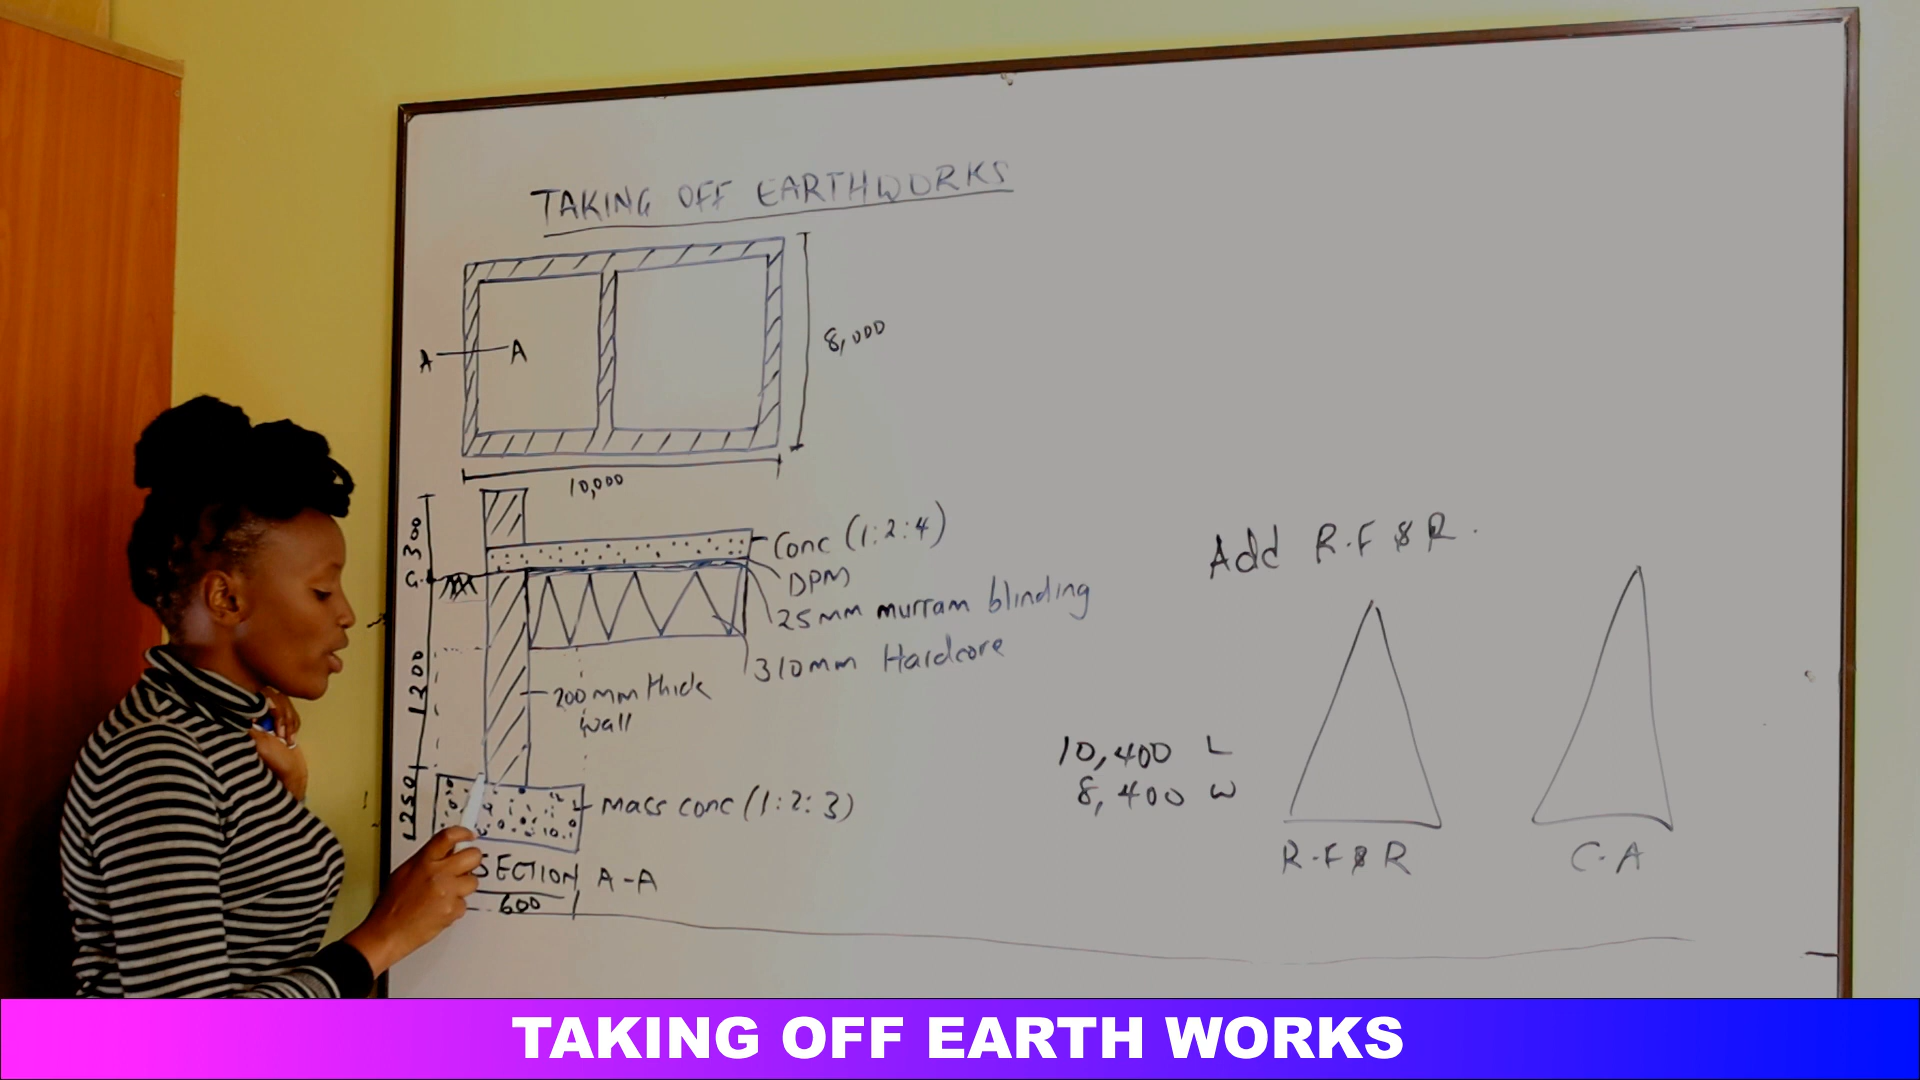 TAKING OFF EARTHWORKS
A
A
8,000
10,000
300
G.
1200
1250
Conc (1:2:4)
DPM
25mm murram blinding
310mm Hardcore
200mm thick
wall
mass conc (1:2:3)
SECTION A-A
600
Add R.F & R.
10,400 L
8,400 W
R.F & R
C.A
TAKING OFF EARTH WORKS